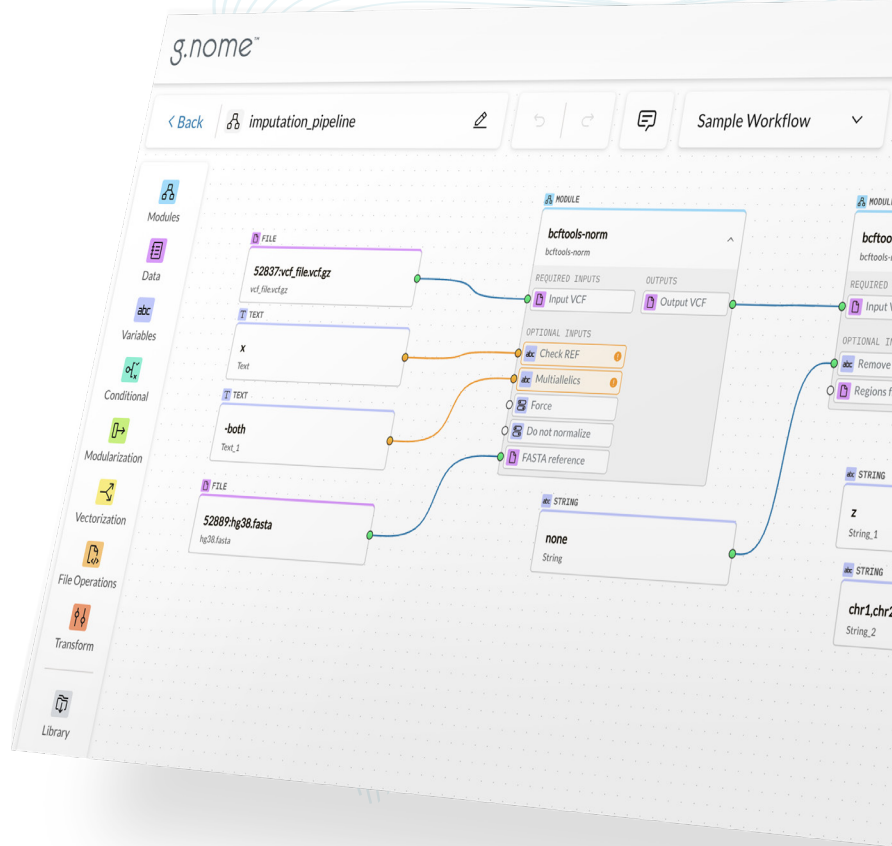 g.nome™
Back
imputation_pipeline
Sample Workflow
Modules
Data
abc
Variables
Conditional
Modularization
Vectorization
File Operations
Transform
Library
FILE
52837:vcf_file.vcf.gz
vcf_file.vcf.gz
T TEXT
x
Text
T TEXT
-both
Text_1
FILE
52889:hg38.fasta
hg38.fasta
MODULE
bcftools-norm
bcftools-norm
REQUIRED INPUTS
OUTPUTS
Input VCF
Output VCF
OPTIONAL INPUTS
abc Check REF
abc Multiallelics
Force
Do not normalize
FASTA reference
abc STRING
none
String
MODUL
bcftoo
bcftools-
REQUIRED
Input V
OPTIONAL IN
abc Remove
Regions f
abc STRING
z
String_1
abc STRING
chr1,chr2
String_2